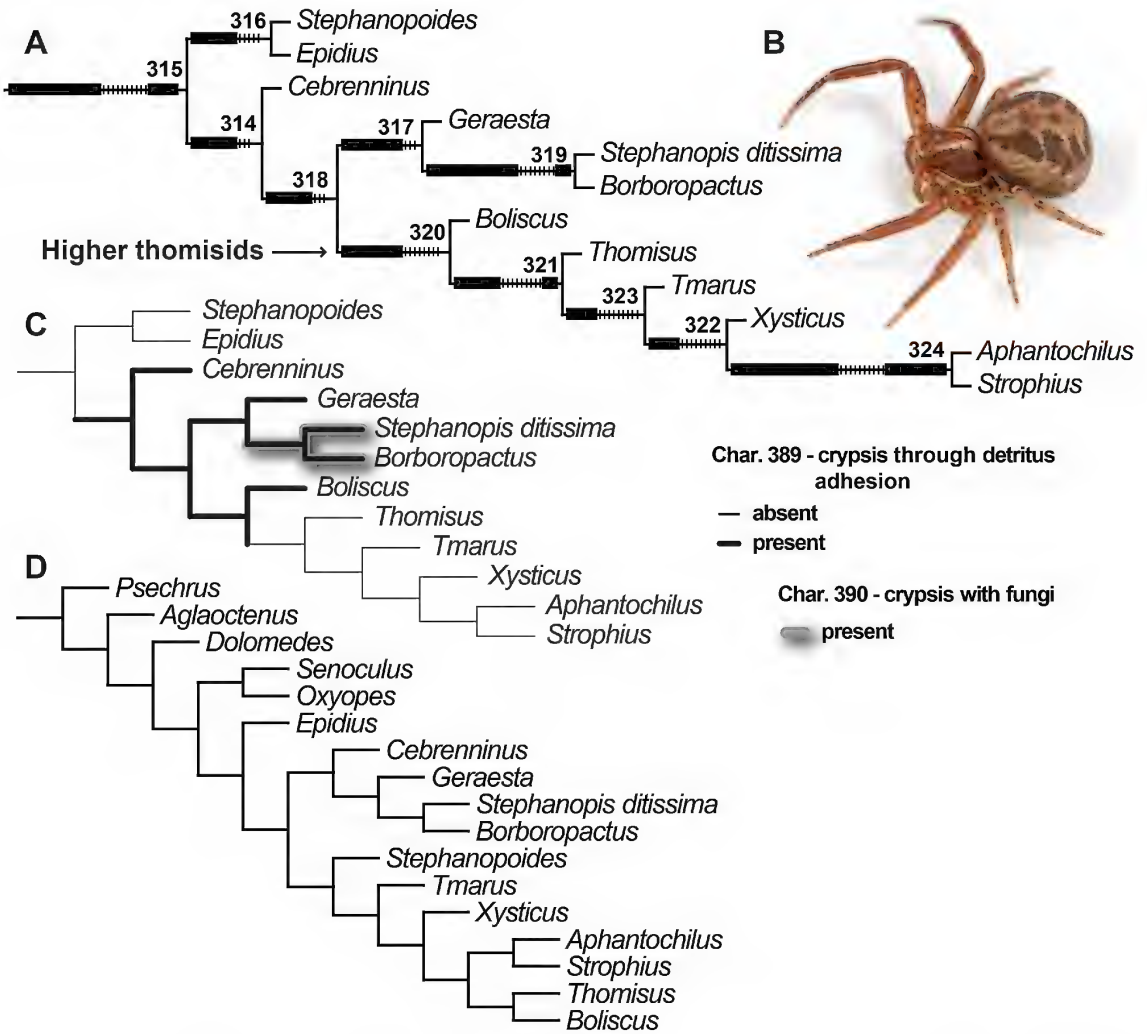 A
316
Stephanopoides
315
Epidius
Cebrenninus
314
317
Geraesta
319
Stephanopis ditissima
Borboropactus
318
320
Boliscus
Higher thomisids
321
Thomisus
323
Tmarus
322
Xysticus
324
Aphantochilus
Strophius
B
C
Stephanopoides
Epidius
Cebrenninus
Geraesta
Stephanopis ditissima
Borboropactus
Boliscus
Thomisus
Tmarus
Xysticus
Aphantochilus
Strophius
Char. 389 - crypsis through detritus
adhesion
absent
present
Char. 390 - crypsis with fungi
present
D
Psechrus
Aglaoctenus
Dolomedes
Senoculus
Oxyopes
Epidius
Cebrenninus
Geraesta
Stephanopis ditissima
Borboropactus
Stephanopoides
Tmarus
Xysticus
Aphantochilus
Strophius
Thomisus
Boliscus